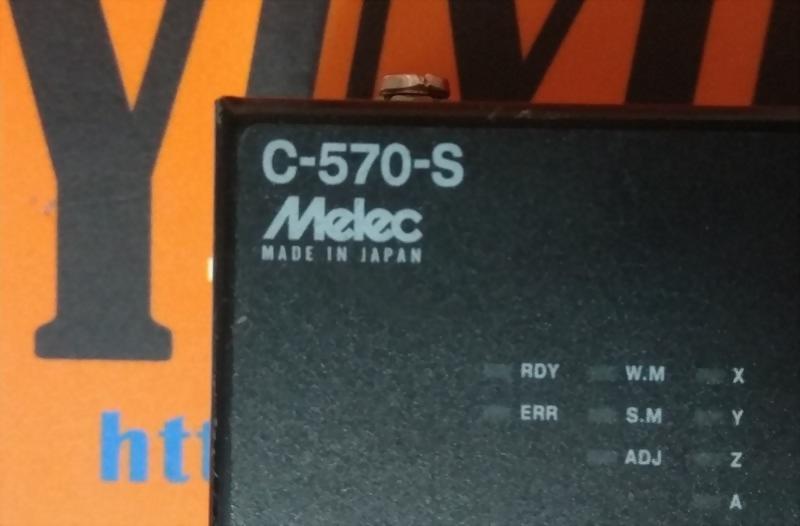 C-570-S
Melec
MADE IN JAPAN
RDY W.M X
ERR S.M Y
ADJ Z
A
Y
htt